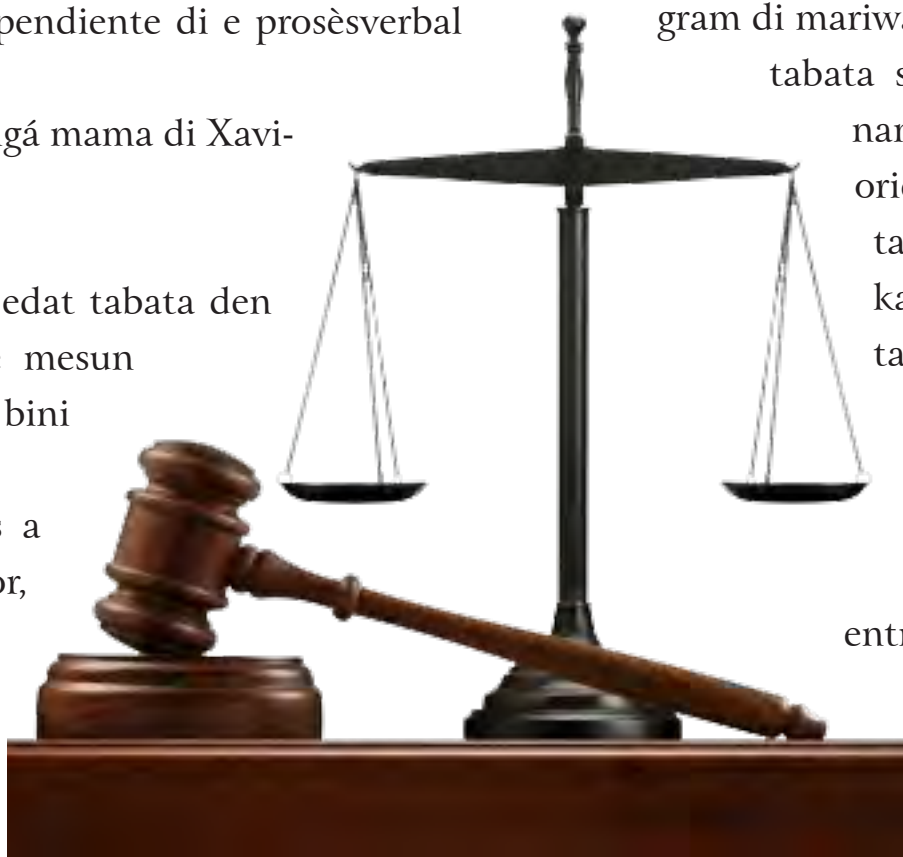 pendiente di e prosèsverbal
gá mama di Xavi-
edat tabata den
mesun
bini
a
or,
gram di mariwa
tabata s
nar
ori
ta
ka
ta
entr